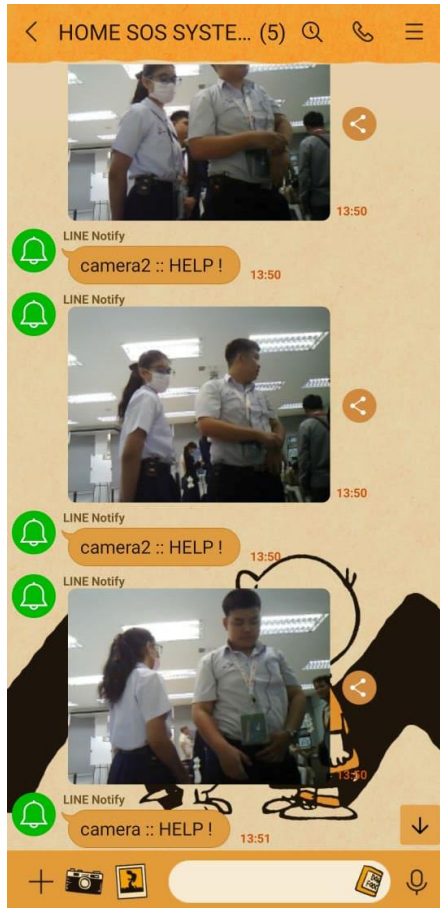 HOME SOS SYSTE... (5)
13:50
LINE Notify
camera2 :: HELP !
13:50
LINE Notify
13:50
LINE Notify
camera2 :: HELP !
13:50
LINE Notify
13:50
LINE Notify
camera :: HELP !
13:51